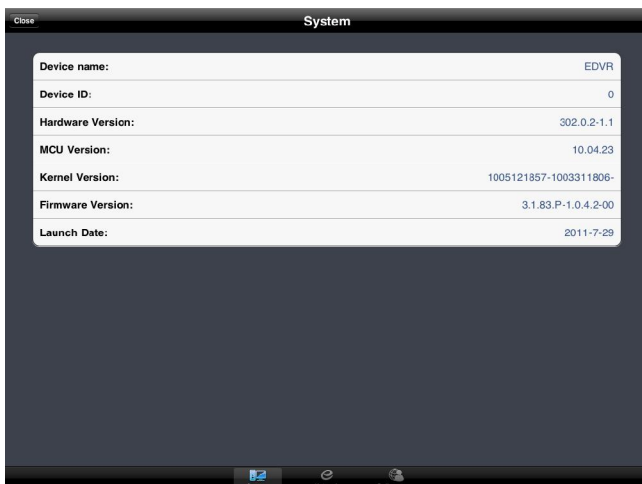 Close
System
Device name: EDVR
Device ID: 0
Hardware Version: 302.0.2-1.1
MCU Version: 10.04.23
Kernel Version: 1005121857-1003311806-
Firmware Version: 3.1.83.P-1.0.4.2-00
Launch Date: 2011-7-29